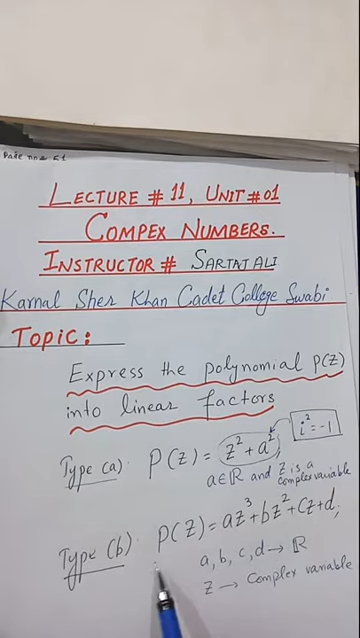 LECTURE # 11, UNIT # 01
COMPEX NUMBERS.
INSTRUCTOR # SARTAJ ALI
Karnal Sher Khan Cadet College Swabi
TOPIC:
Express the polynomial P(Z)
into linear factors
i² = -1
Type (a) P(Z) = z² + a²,
a∈ℝ and Z is a
complex variable
Type (b). P(Z) = az³+bz²+cz+d;
a, b, c, d → ℝ
z → Complex variable